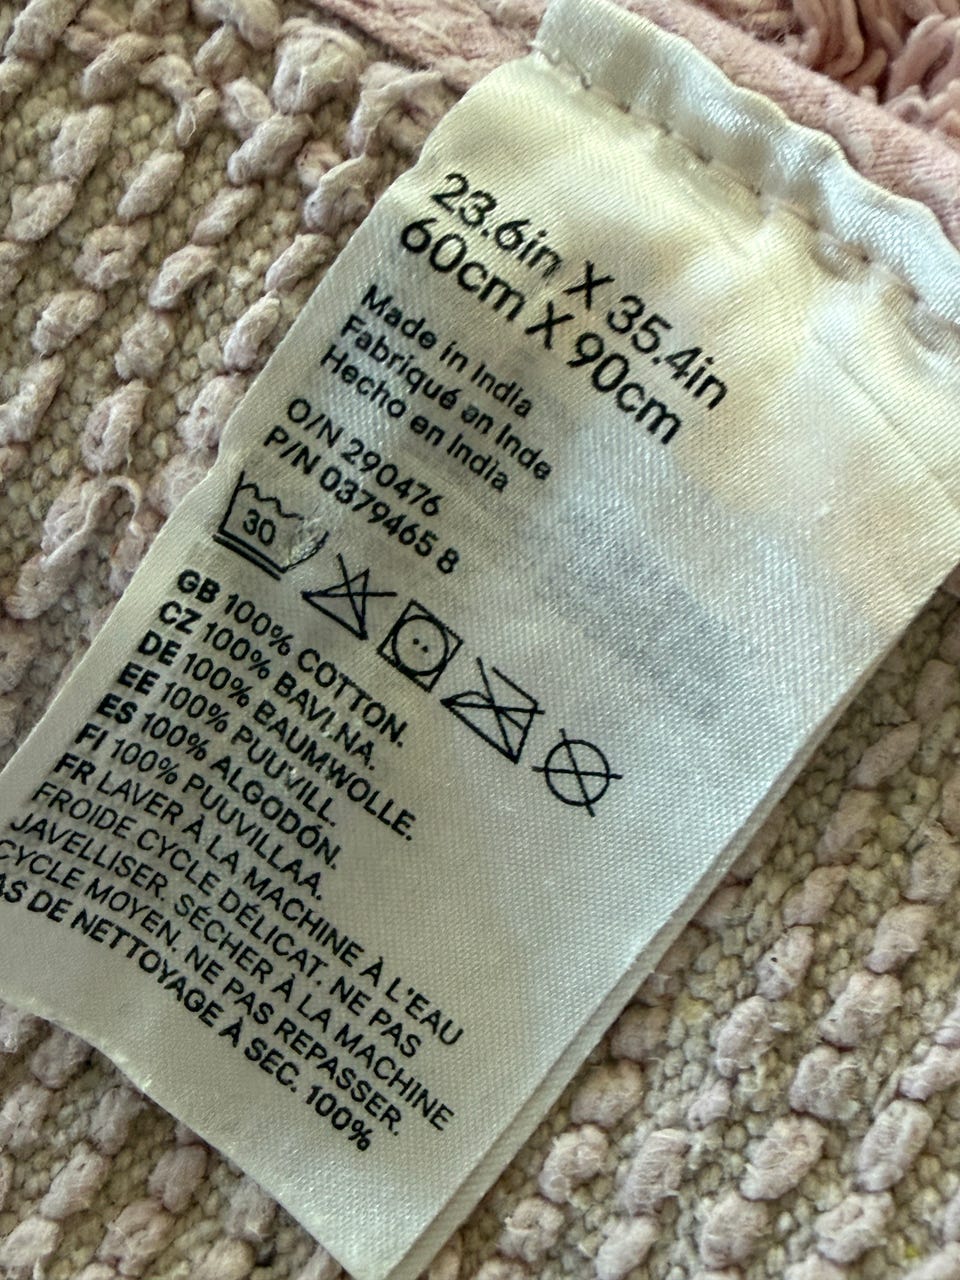 23.6in X 35.4in
60cm X 90cm
Made in India
Fabriqué an Inde
Hecho en India
O/N 290476
P/N 0379465 8
30
GB 100% COTTON.
CZ 100% BAVLNA.
DE 100% BAUMWOLLE.
EE 100% PUUVILL.
ES 100% ALGODÓN.
FI 100% PUUVILLAA.
FR LAVER À LA MACHINE À L'EAU
FROIDE CYCLE DÉLICAT. NE PAS
JAVELLISER. SÉCHER À LA MACHINE
CYCLE MOYEN. NE PAS REPASSER.
DE NETTOYAGE À SEC. 100%